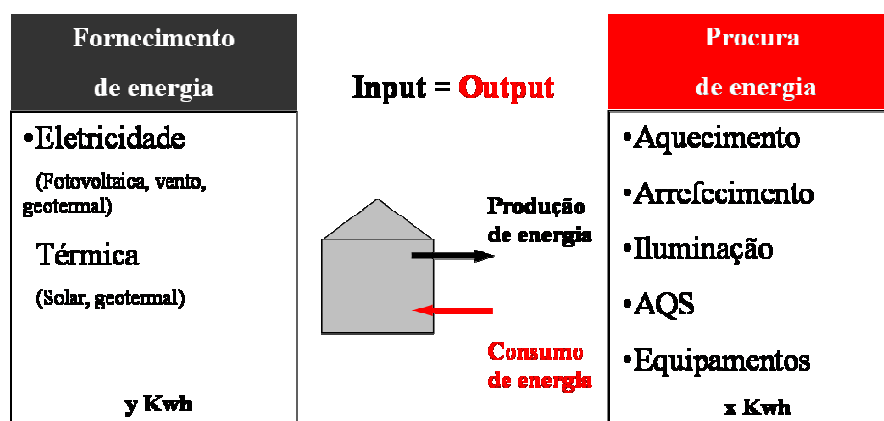 Fornecimento
de energia
•Eletricidade
(Fotovoltaica, vento,
geotermal)
Térmica
(Solar, geotermal)
y Kwh
Input = Output
Produção
de energia
Consumo
de energia
Procura
de energia
•Aquecimento
•Arrefecimento
•Iluminação
•AQS
•Equipamentos
x Kwh